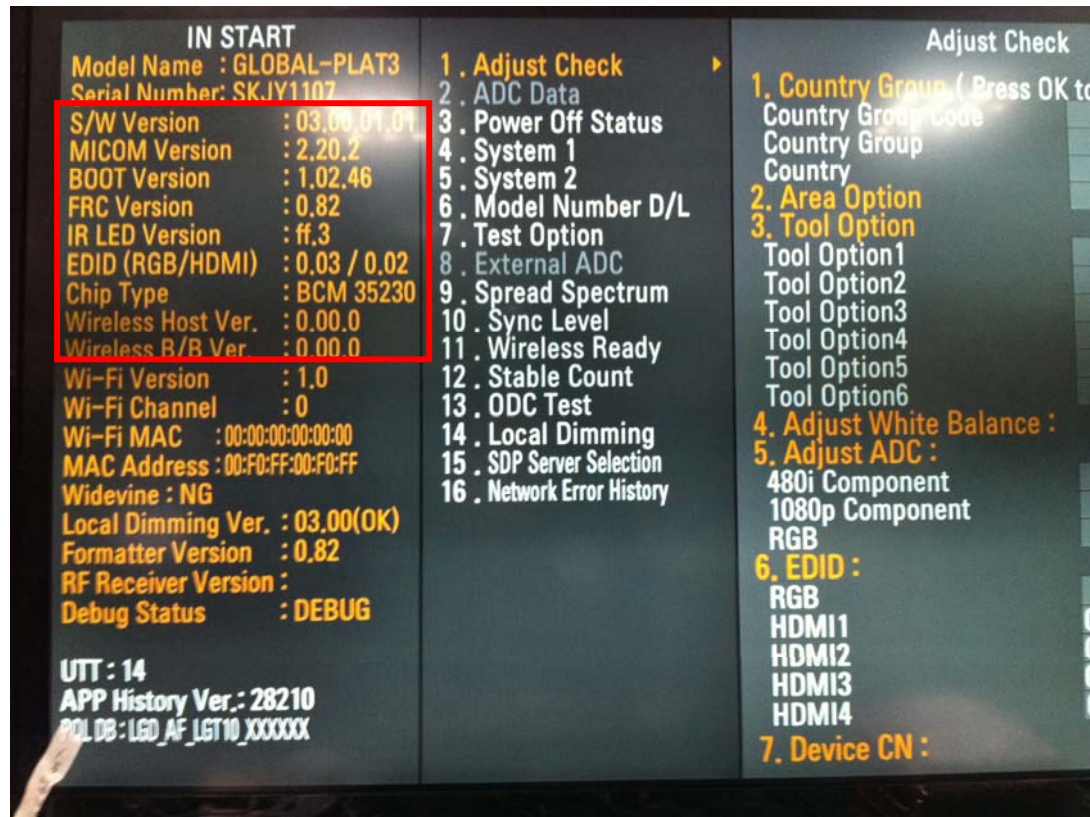 IN START
Model Name : GLOBAL-PLAT3
Serial Number: SKJY1107
S/W Version : 03.00.01.01
MICOM Version : 2.20.2
BOOT Version : 1.02.46
FRC Version : 0.82
IR LED Version : ff.3
EDID (RGB/HDMI) : 0.03 / 0.02
Chip Type : BCM 35230
Wireless Host Ver. : 0.00.0
Wireless B/B Ver. : 0.00.0
Wi-Fi Version : 1.0
Wi-Fi Channel : 0
Wi-Fi MAC : 00:00:00:00:00:00
MAC Address : 00:F0:FF:00:F0:FF
Widevine : NG
Local Dimming Ver. : 03.00(OK)
Formatter Version : 0.82
RF Receiver Version :
Debug Status : DEBUG
UTT : 14
APP History Ver.: 28210
PQL DB : LGD_AF_LGT10_XXXXXX
1 . Adjust Check
2 . ADC Data
3 . Power Off Status
4 . System 1
5 . System 2
6 . Model Number D/L
7 . Test Option
8 . External ADC
9 . Spread Spectrum
10 . Sync Level
11 . Wireless Ready
12 . Stable Count
13 . ODC Test
14 . Local Dimming
15 . SDP Server Selection
16 . Network Error History
Adjust Check
1. Country Group ( Press OK to
Country Group Code
Country Group
Country
2. Area Option
3. Tool Option
Tool Option1
Tool Option2
Tool Option3
Tool Option4
Tool Option5
Tool Option6
4. Adjust White Balance :
5. Adjust ADC :
480i Component
1080p Component
RGB
6. EDID :
RGB
HDMI1
HDMI2
HDMI3
HDMI4
7. Device CN :